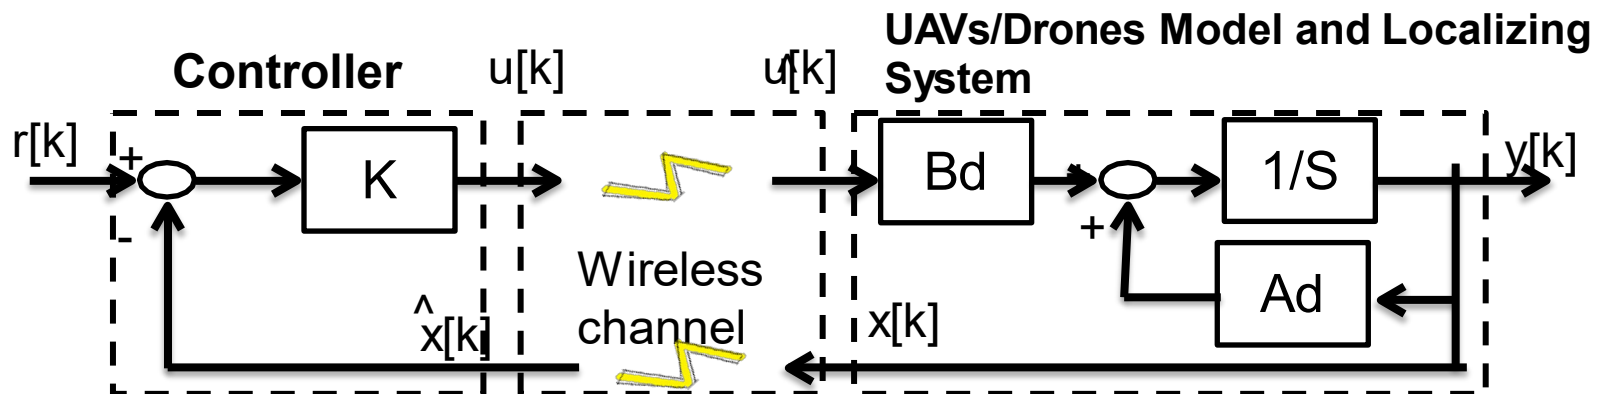 UAVs/Drones Model and Localizing
System
Controller
u[k]
û[k]
r[k]
+
-
K
Bd
+
+
1/S
y[k]
Ad
Wireless
channel
x̂[k]
x[k]